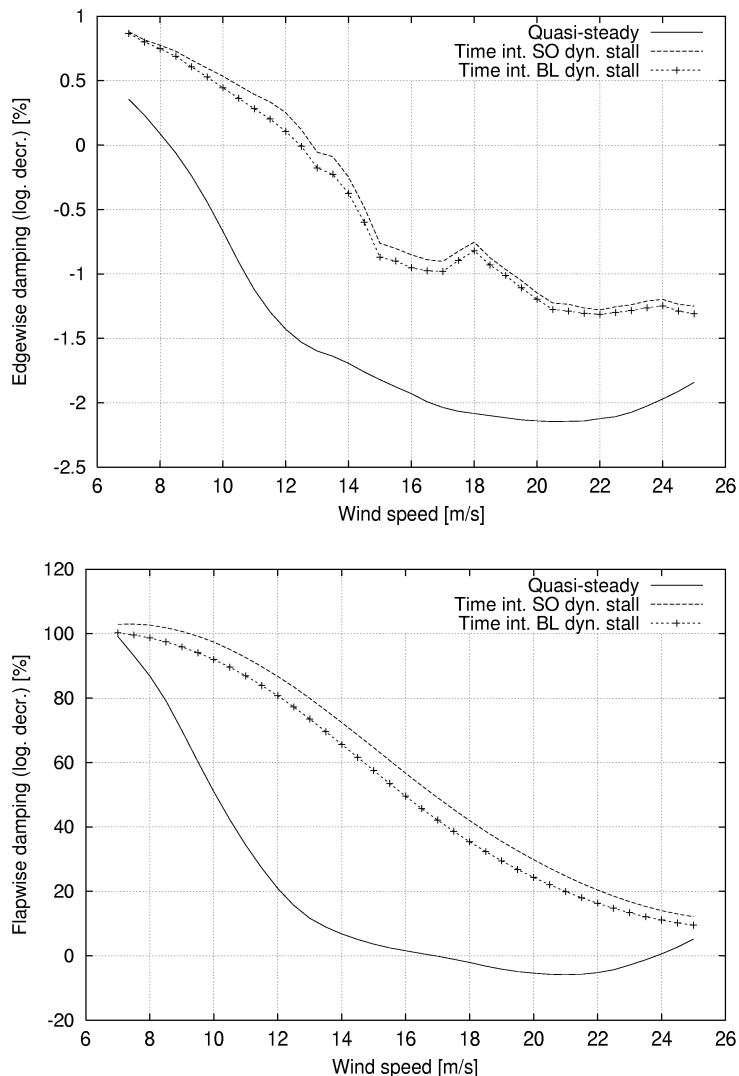 Edgewise damping (log. decr.) [%]
1
0.5
0
-0.5
-1
-1.5
-2
-2.5
Quasi-steady
Time int. SO dyn. stall
Time int. BL dyn. stall
6 8 10 12 14 16 18 20 22 24 26
Wind speed [m/s]
Flapwise damping (log. decr.) [%]
120
100
80
60
40
20
0
-20
Quasi-steady
Time int. SO dyn. stall
Time int. BL dyn. stall
6 8 10 12 14 16 18 20 22 24 26
Wind speed [m/s]